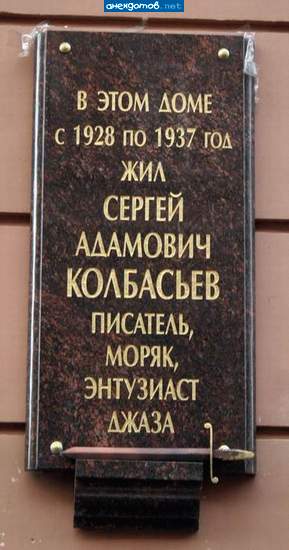 анекдотов.net
В ЭТОМ ДОМЕ
С 1928 ПО 1937 ГОД
ЖИЛ
СЕРГЕЙ
АДАМОВИЧ
КОЛБАСЬЕВ
ПИСАТЕЛЬ,
МОРЯК,
ЭНТУЗИАСТ
ДЖАЗА